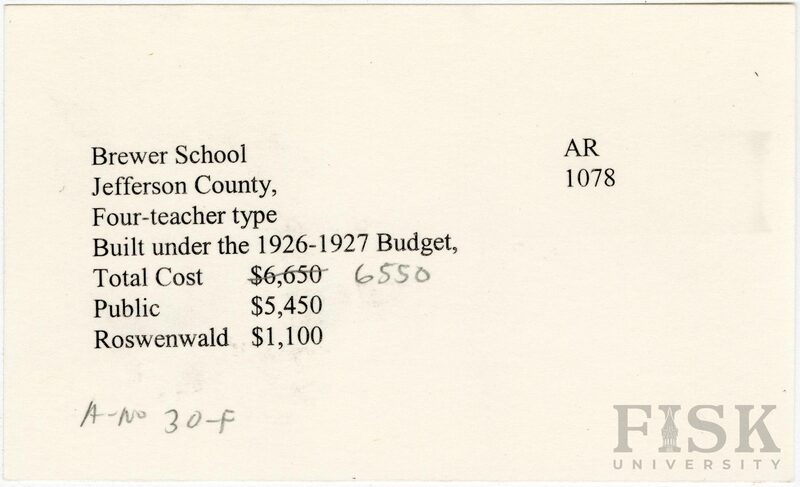 Brewer School
Jefferson County,
Four-teacher type
Built under the 1926-1927 Budget,
Total Cost $6,650 6550
Public $5,450
Roswenwald $1,100
AR
1078
A-No 30-F
FISK
UNIVERSITY